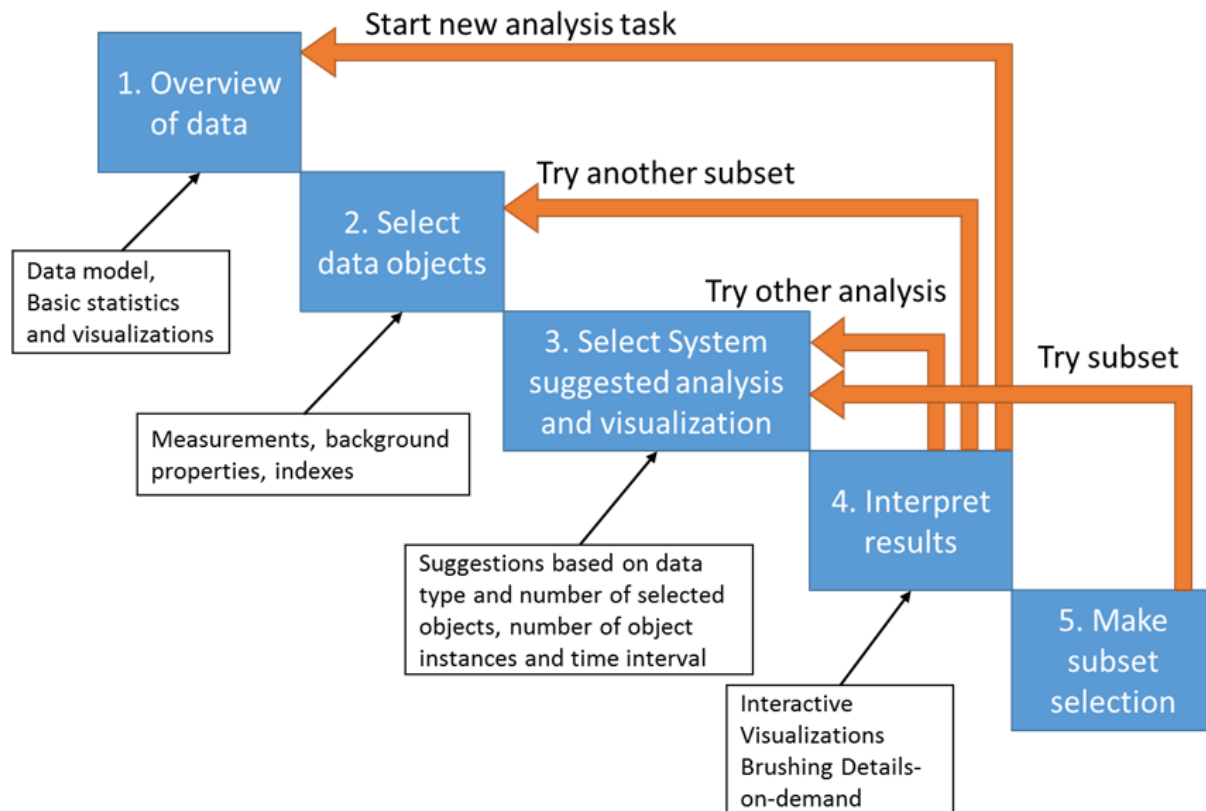 Start new analysis task
1. Overview
of data
Try another subset
2. Select
data objects
Data model,
Basic statistics
and visualizations
Try other analysis
3. Select System
suggested analysis
and visualization
Try subset
Measurements, background
properties, indexes
4. Interpret
results
Suggestions based on data
type and number of selected
objects, number of object
instances and time interval
5. Make
subset
selection
Interactive
Visualizations
Brushing Details-
on-demand